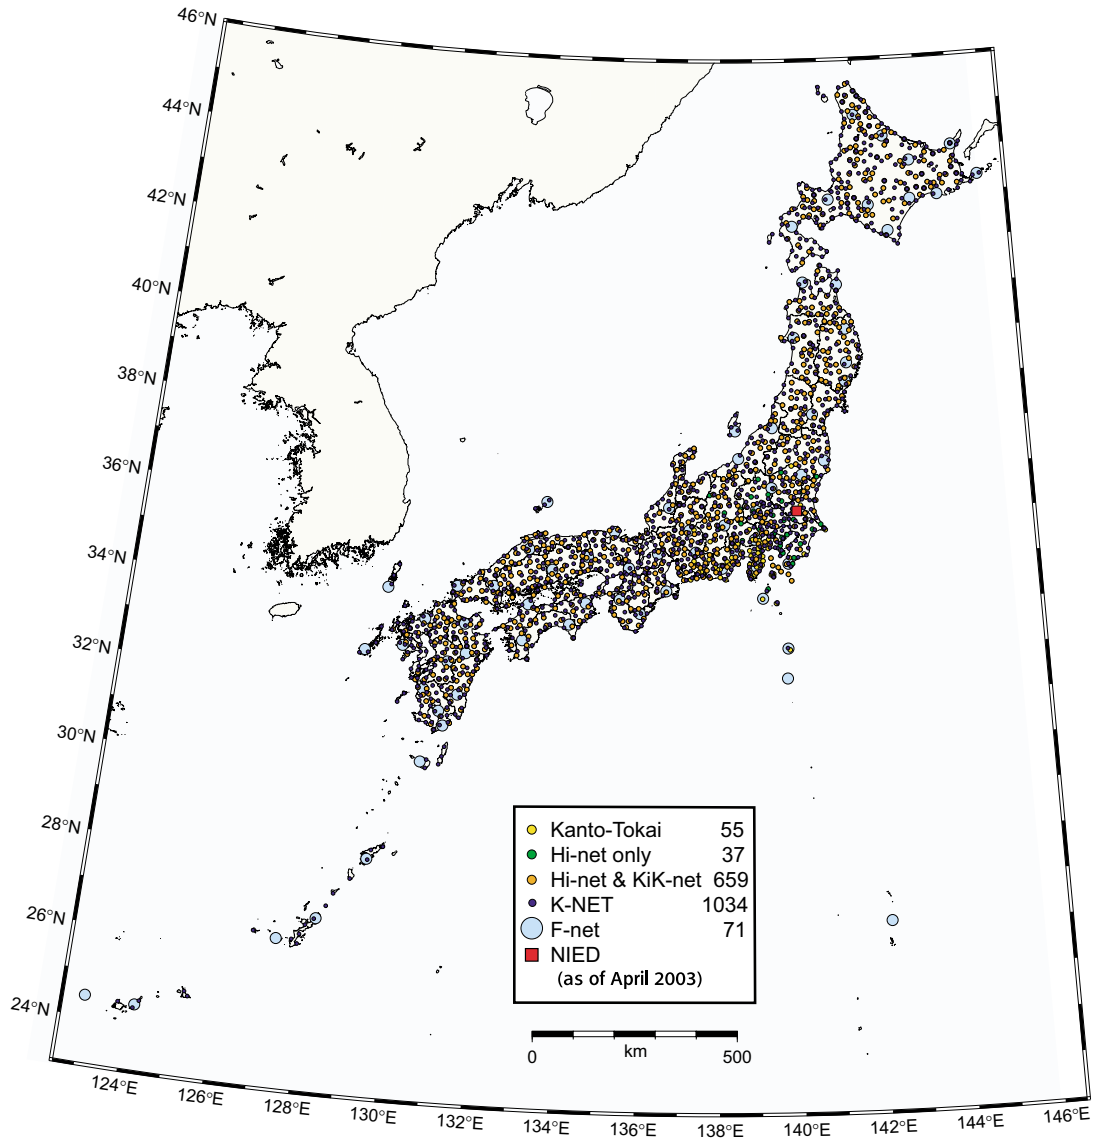 46°N
44°N
42°N
40°N
38°N
36°N
34°N
32°N
30°N
28°N
26°N
24°N
Kanto-Tokai 55
Hi-net only 37
Hi-net & KiK-net 659
K-NET 1034
F-net 71
NIED
(as of April 2003)
0 km 500
124°E 126°E 128°E 130°E 132°E 134°E 136°E 138°E 140°E 142°E 144°E 146°E